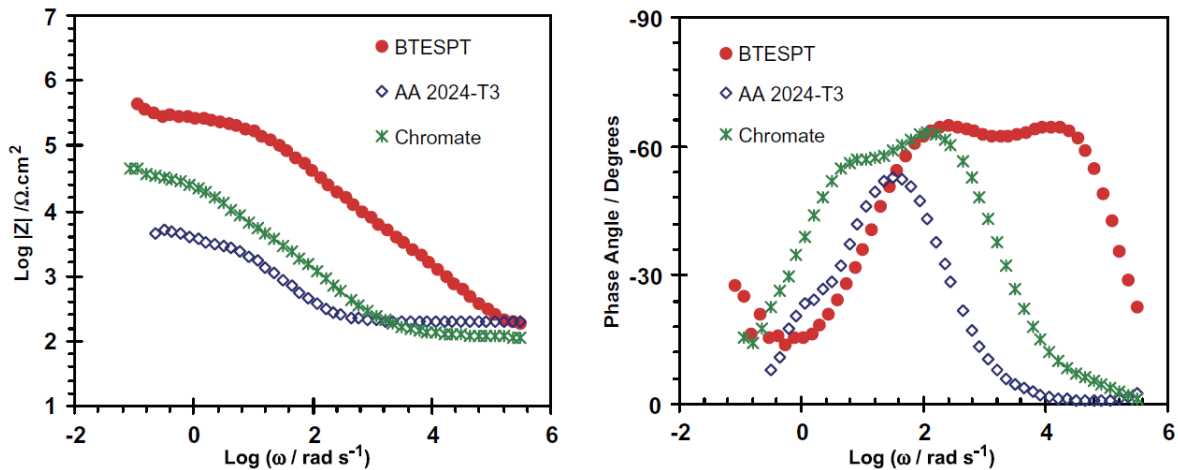 7
6
5
4
3
2
1
-2
0
2
4
6
Log |Z| /Ω.cm²
Log (ω / rad s⁻¹)
BTESPT
AA 2024-T3
Chromate
-90
-60
-30
0
-2
0
2
4
6
Phase Angle / Degrees
Log (ω / rad s⁻¹)
BTESPT
AA 2024-T3
Chromate